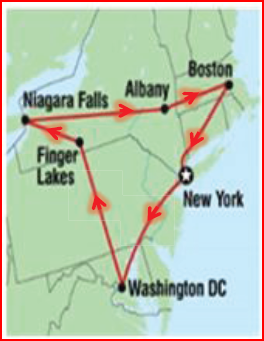 Boston
Albany
Niagara Falls
Finger
Lakes
New York
Washington DC